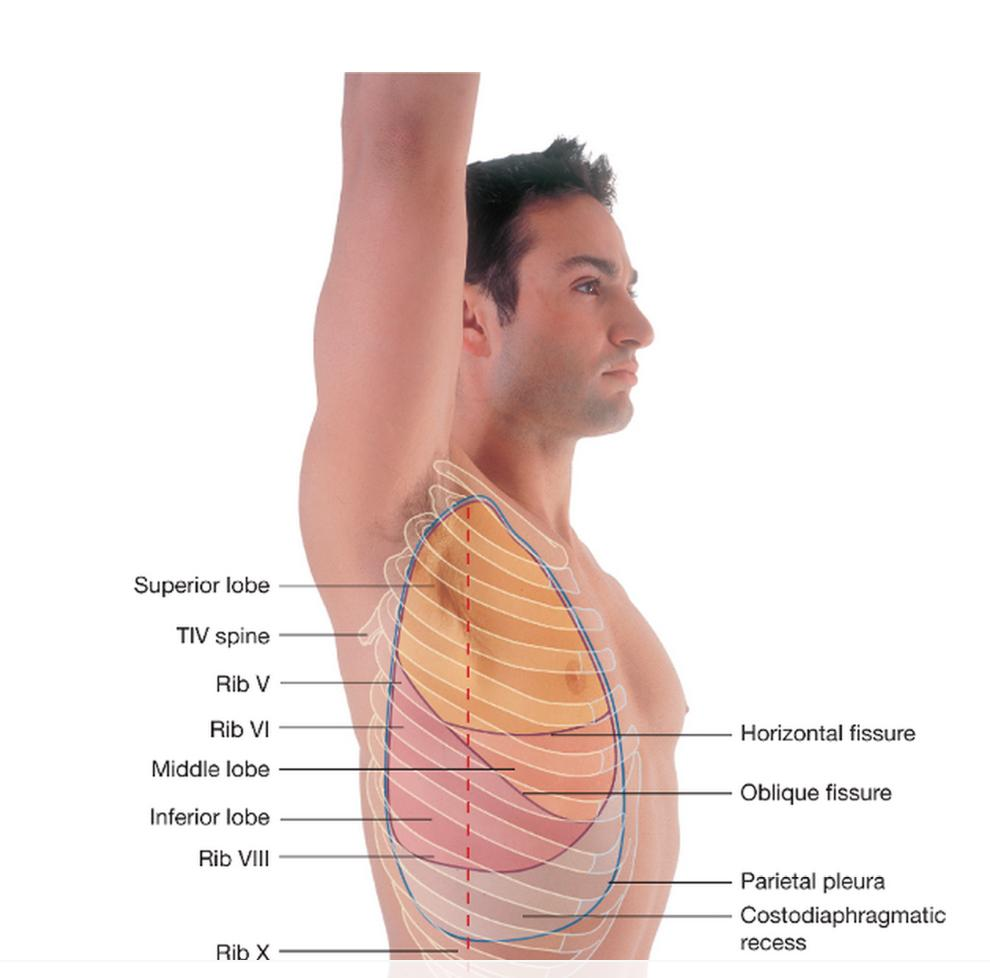 Superior lobe
TIV spine
Rib V
Rib VI
Middle lobe
Inferior lobe
Rib VIII
Rib X
Horizontal fissure
Oblique fissure
Parietal pleura
Costodiaphragmatic
recess